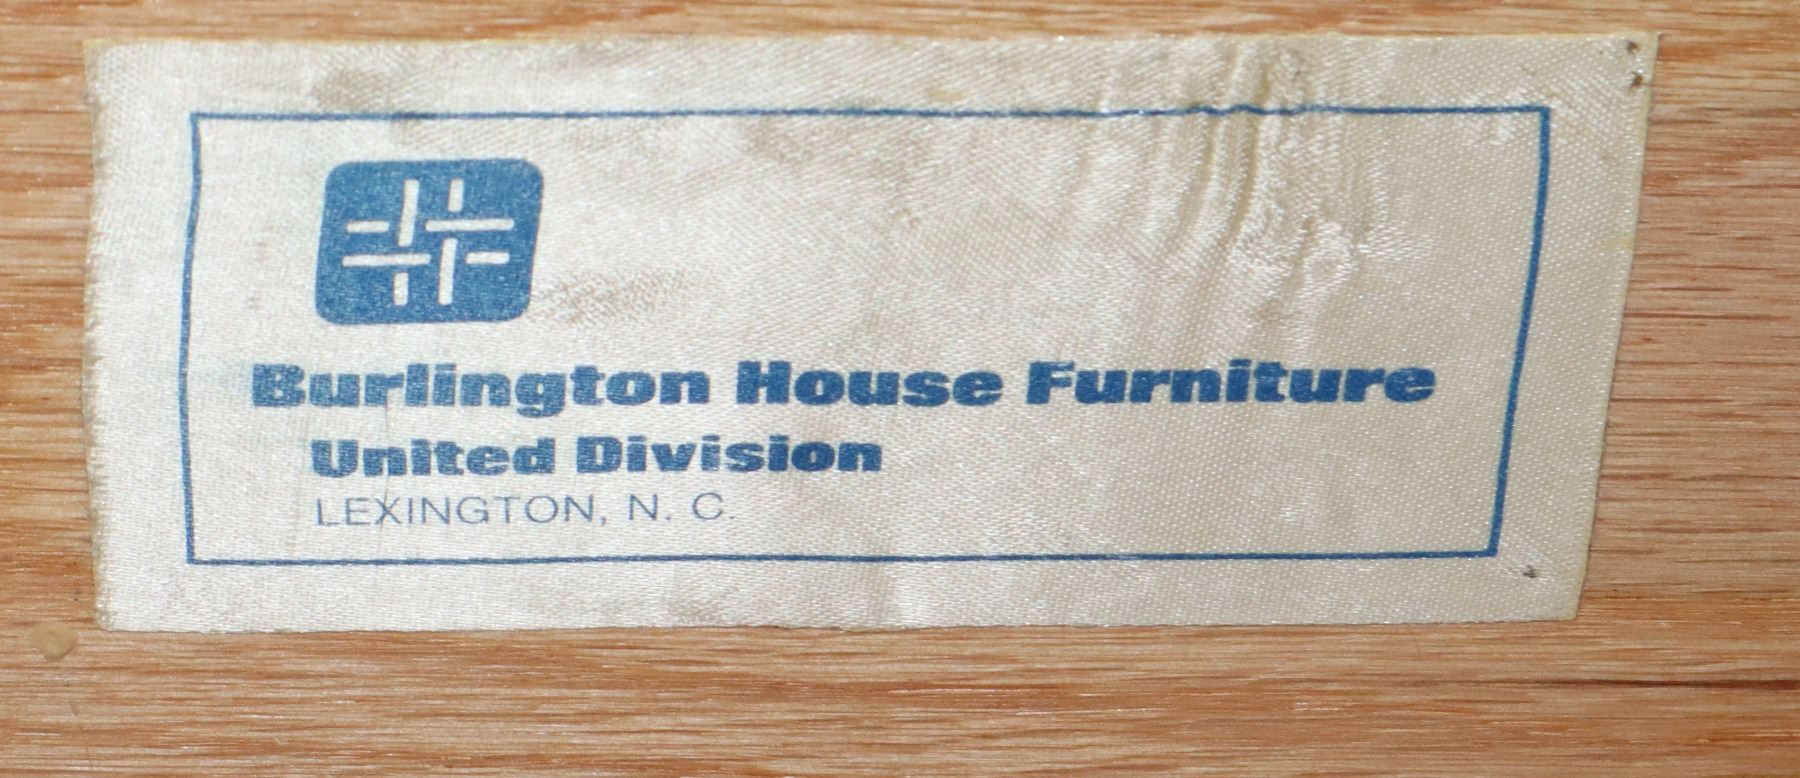 Burlington House Furniture
United Division
LEXINGTON, N. C.